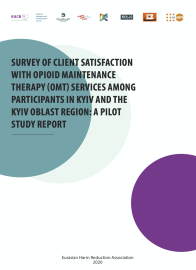 EHRA
SURVEY OF CLIENT SATISFACTION
WITH OPIOID MAINTENANCE
THERAPY (OMT) SERVICES AMONG
PARTICIPANTS IN KYIV AND THE
KYIV OBLAST REGION: A PILOT
STUDY REPORT
Eurasian Harm Reduction Association
2020